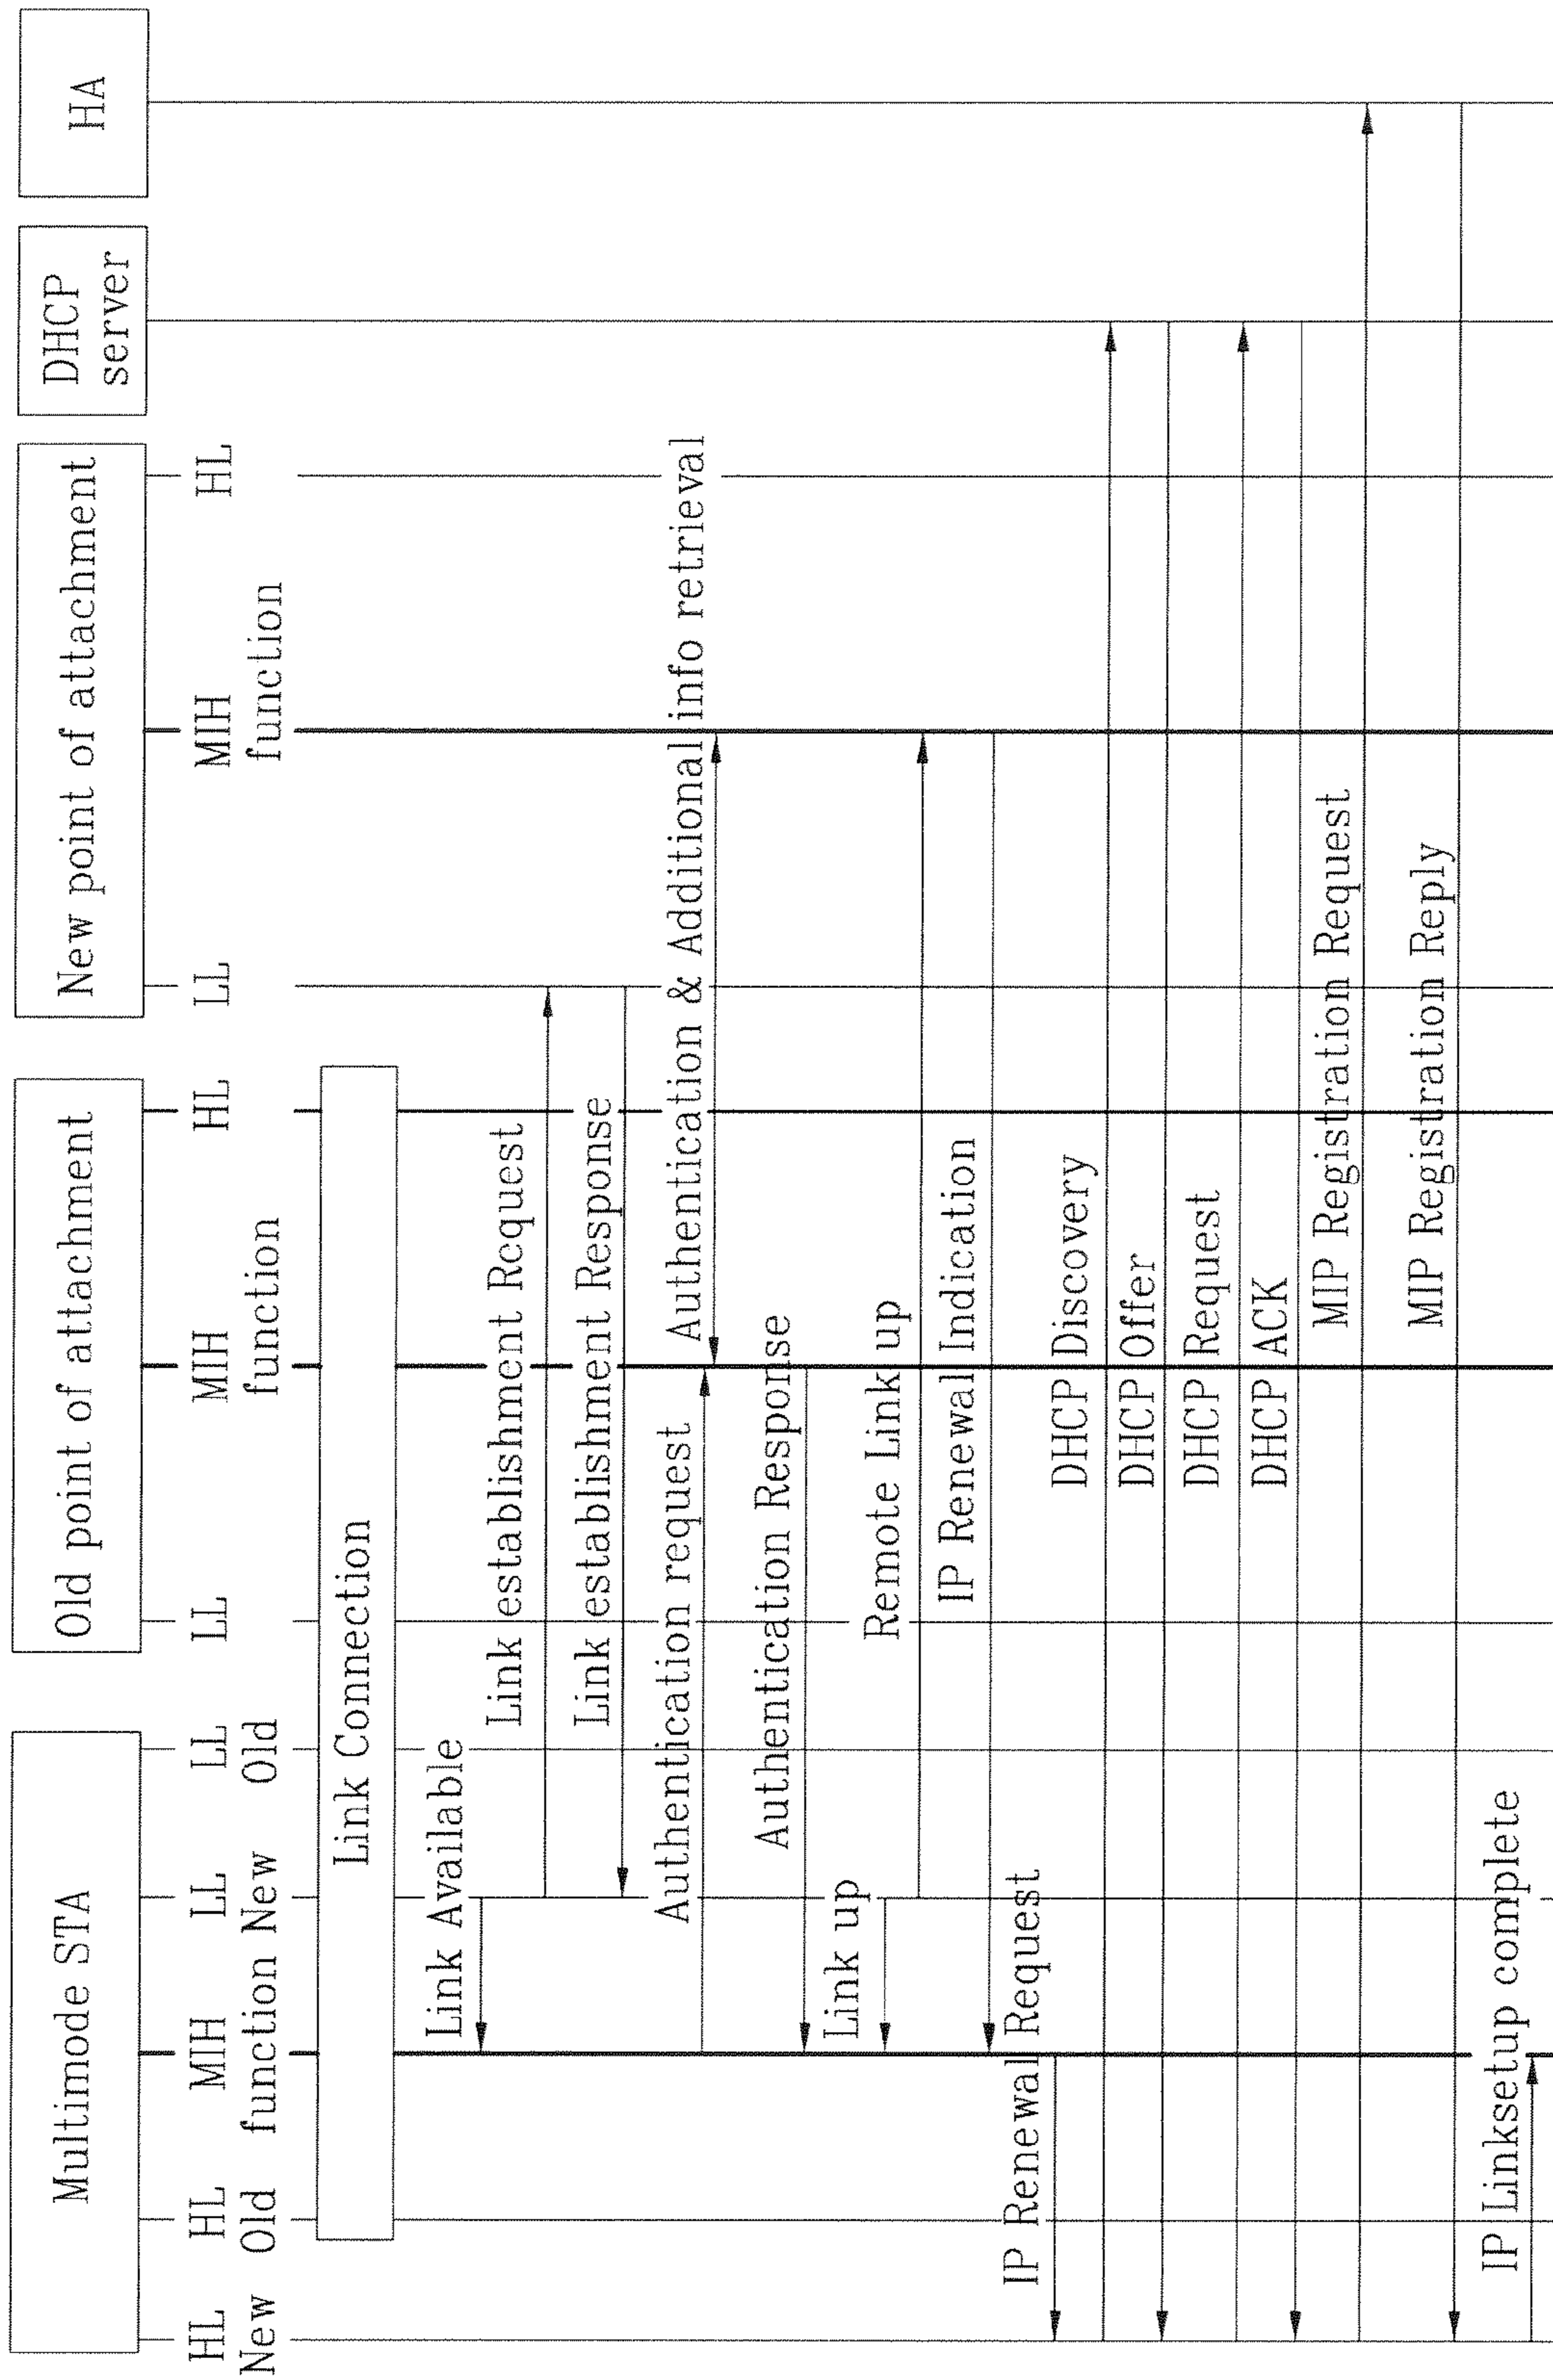 Multimode STA
Old point of attachment
New point of attachment
DHCP
server
HA
HL
New
HL
Old
MIH
function
LL
New
LL
Old
LL
MIH
function
HL
LL
MIH
function
HL
Link Connection
Link Available
Link establishment Rcquest
Link establishment Response
Authentication request
Authentication & Additional info retrieval
Authentication Response
Link up
Remote Link up
IP Renewal Indication
IP Renewal Request
DHCP Discovery
DHCP Offer
DHCP Request
DHCP ACK
MIP Registration Request
MIP Registration Reply
IP Linksetup complete